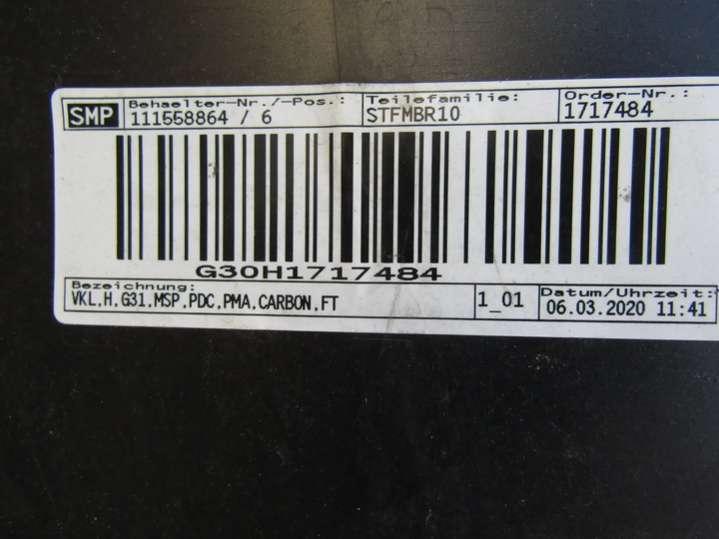 SMP
Behaelter-Nr./-Pos.: Teilefamilie: Order-Nr.:
111558864 / 6 STFMBR10 1717484
G30H1717484
Bezeichnung: Datum/Uhrzeit:
VKL,H,G31,MSP,PDC,PMA,CARBON,FT 1_01 06.03.2020 11:41